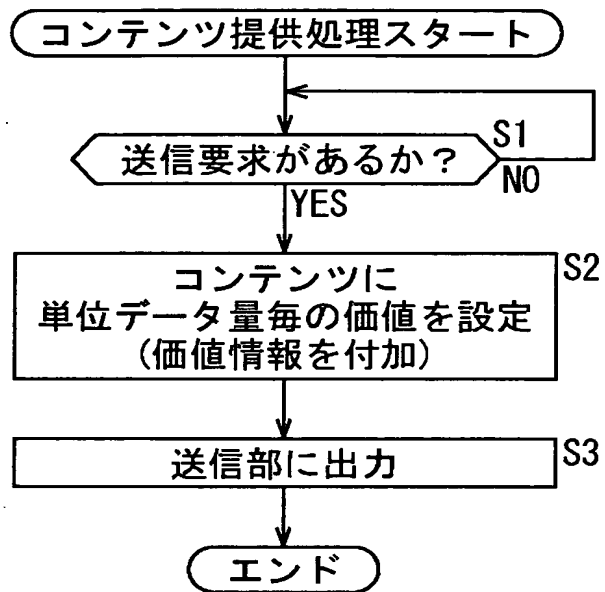 コンテンツ提供処理スタート
送信要求があるか？
S1
NO
YES
コンテンツに
単位データ量毎の価値を設定
(価値情報を付加)
S2
送信部に出力
S3
エンド